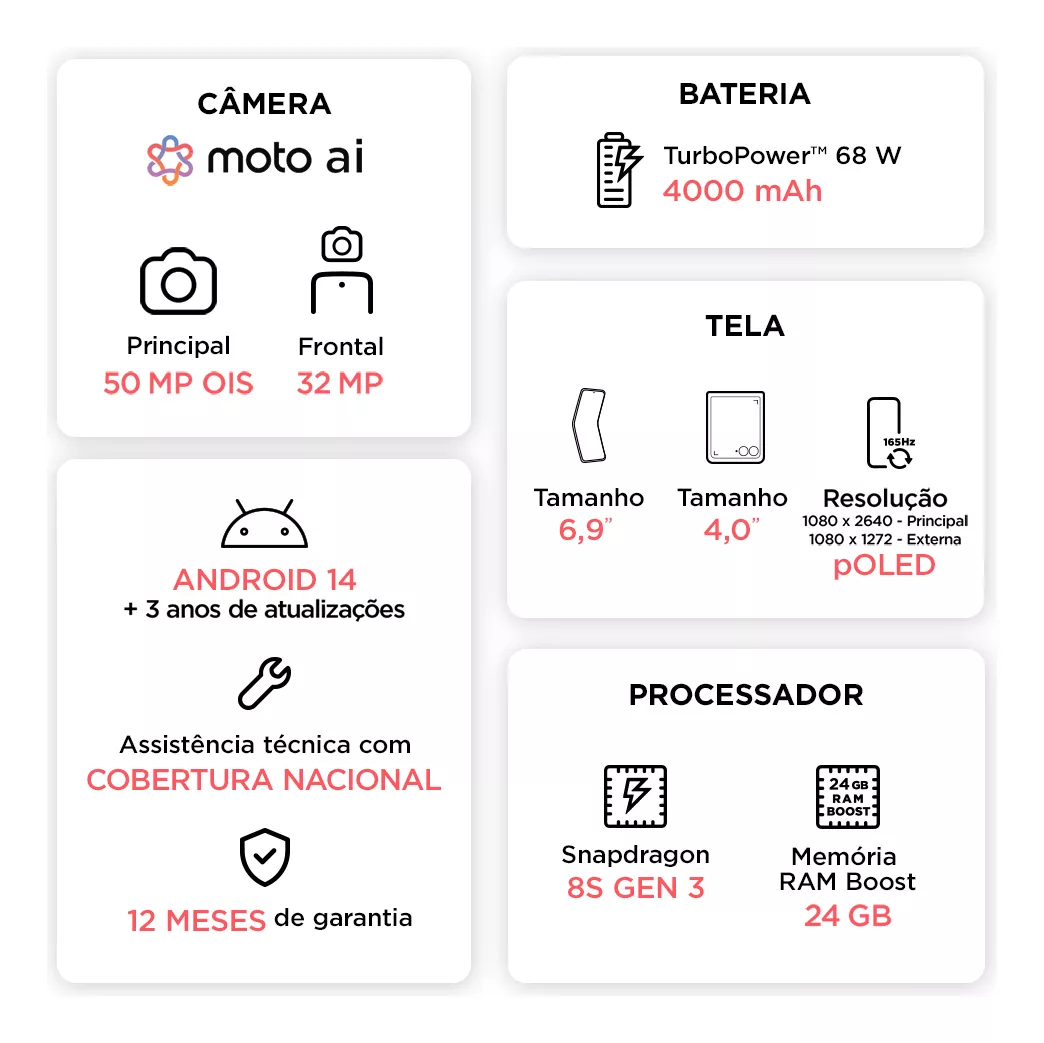 CÂMERA
moto ai
Principal
50 MP OIS
Frontal
32 MP
BATERIA
TurboPower™ 68 W
4000 mAh
TELA
Tamanho
6,9”
Tamanho
4,0”
165Hz
Resolução
1080 x 2640 - Principal
1080 x 1272 - Externa
pOLED
ANDROID 14
+ 3 anos de atualizações
Assistência técnica com
COBERTURA NACIONAL
12 MESES de garantia
PROCESSADOR
Snapdragon
8S GEN 3
24 GB
RAM
BOOST
Memória
RAM Boost
24 GB